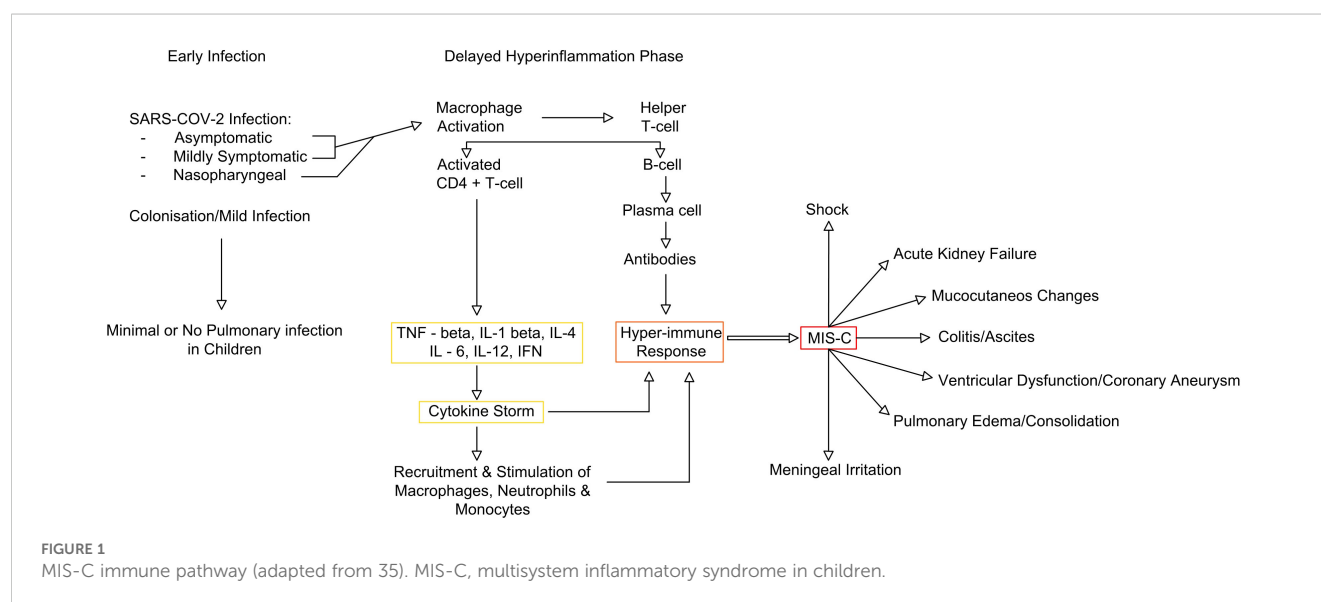 Early Infection
Delayed Hyperinflammation Phase
SARS-COV-2 Infection:
- Asymptomatic
- Mildly Symptomatic
- Nasopharyngeal
Colonisation/Mild Infection
Minimal or No Pulmonary infection
in Children
Macrophage
Activation
Helper
T-cell
Activated
CD4 + T-cell
B-cell
Plasma cell
Antibodies
TNF - beta, IL-1 beta, IL-4
IL - 6, IL-12, IFN
Hyper-immune
Response
Cytokine Storm
Recruitment & Stimulation of
Macrophages, Neutrophils &
Monocytes
MIS-C
Shock
Acute Kidney Failure
Mucocutaneos Changes
Colitis/Ascites
Ventricular Dysfunction/Coronary Aneurysm
Pulmonary Edema/Consolidation
Meningeal Irritation
FIGURE 1
MIS-C immune pathway (adapted from 35). MIS-C, multisystem inflammatory syndrome in children.